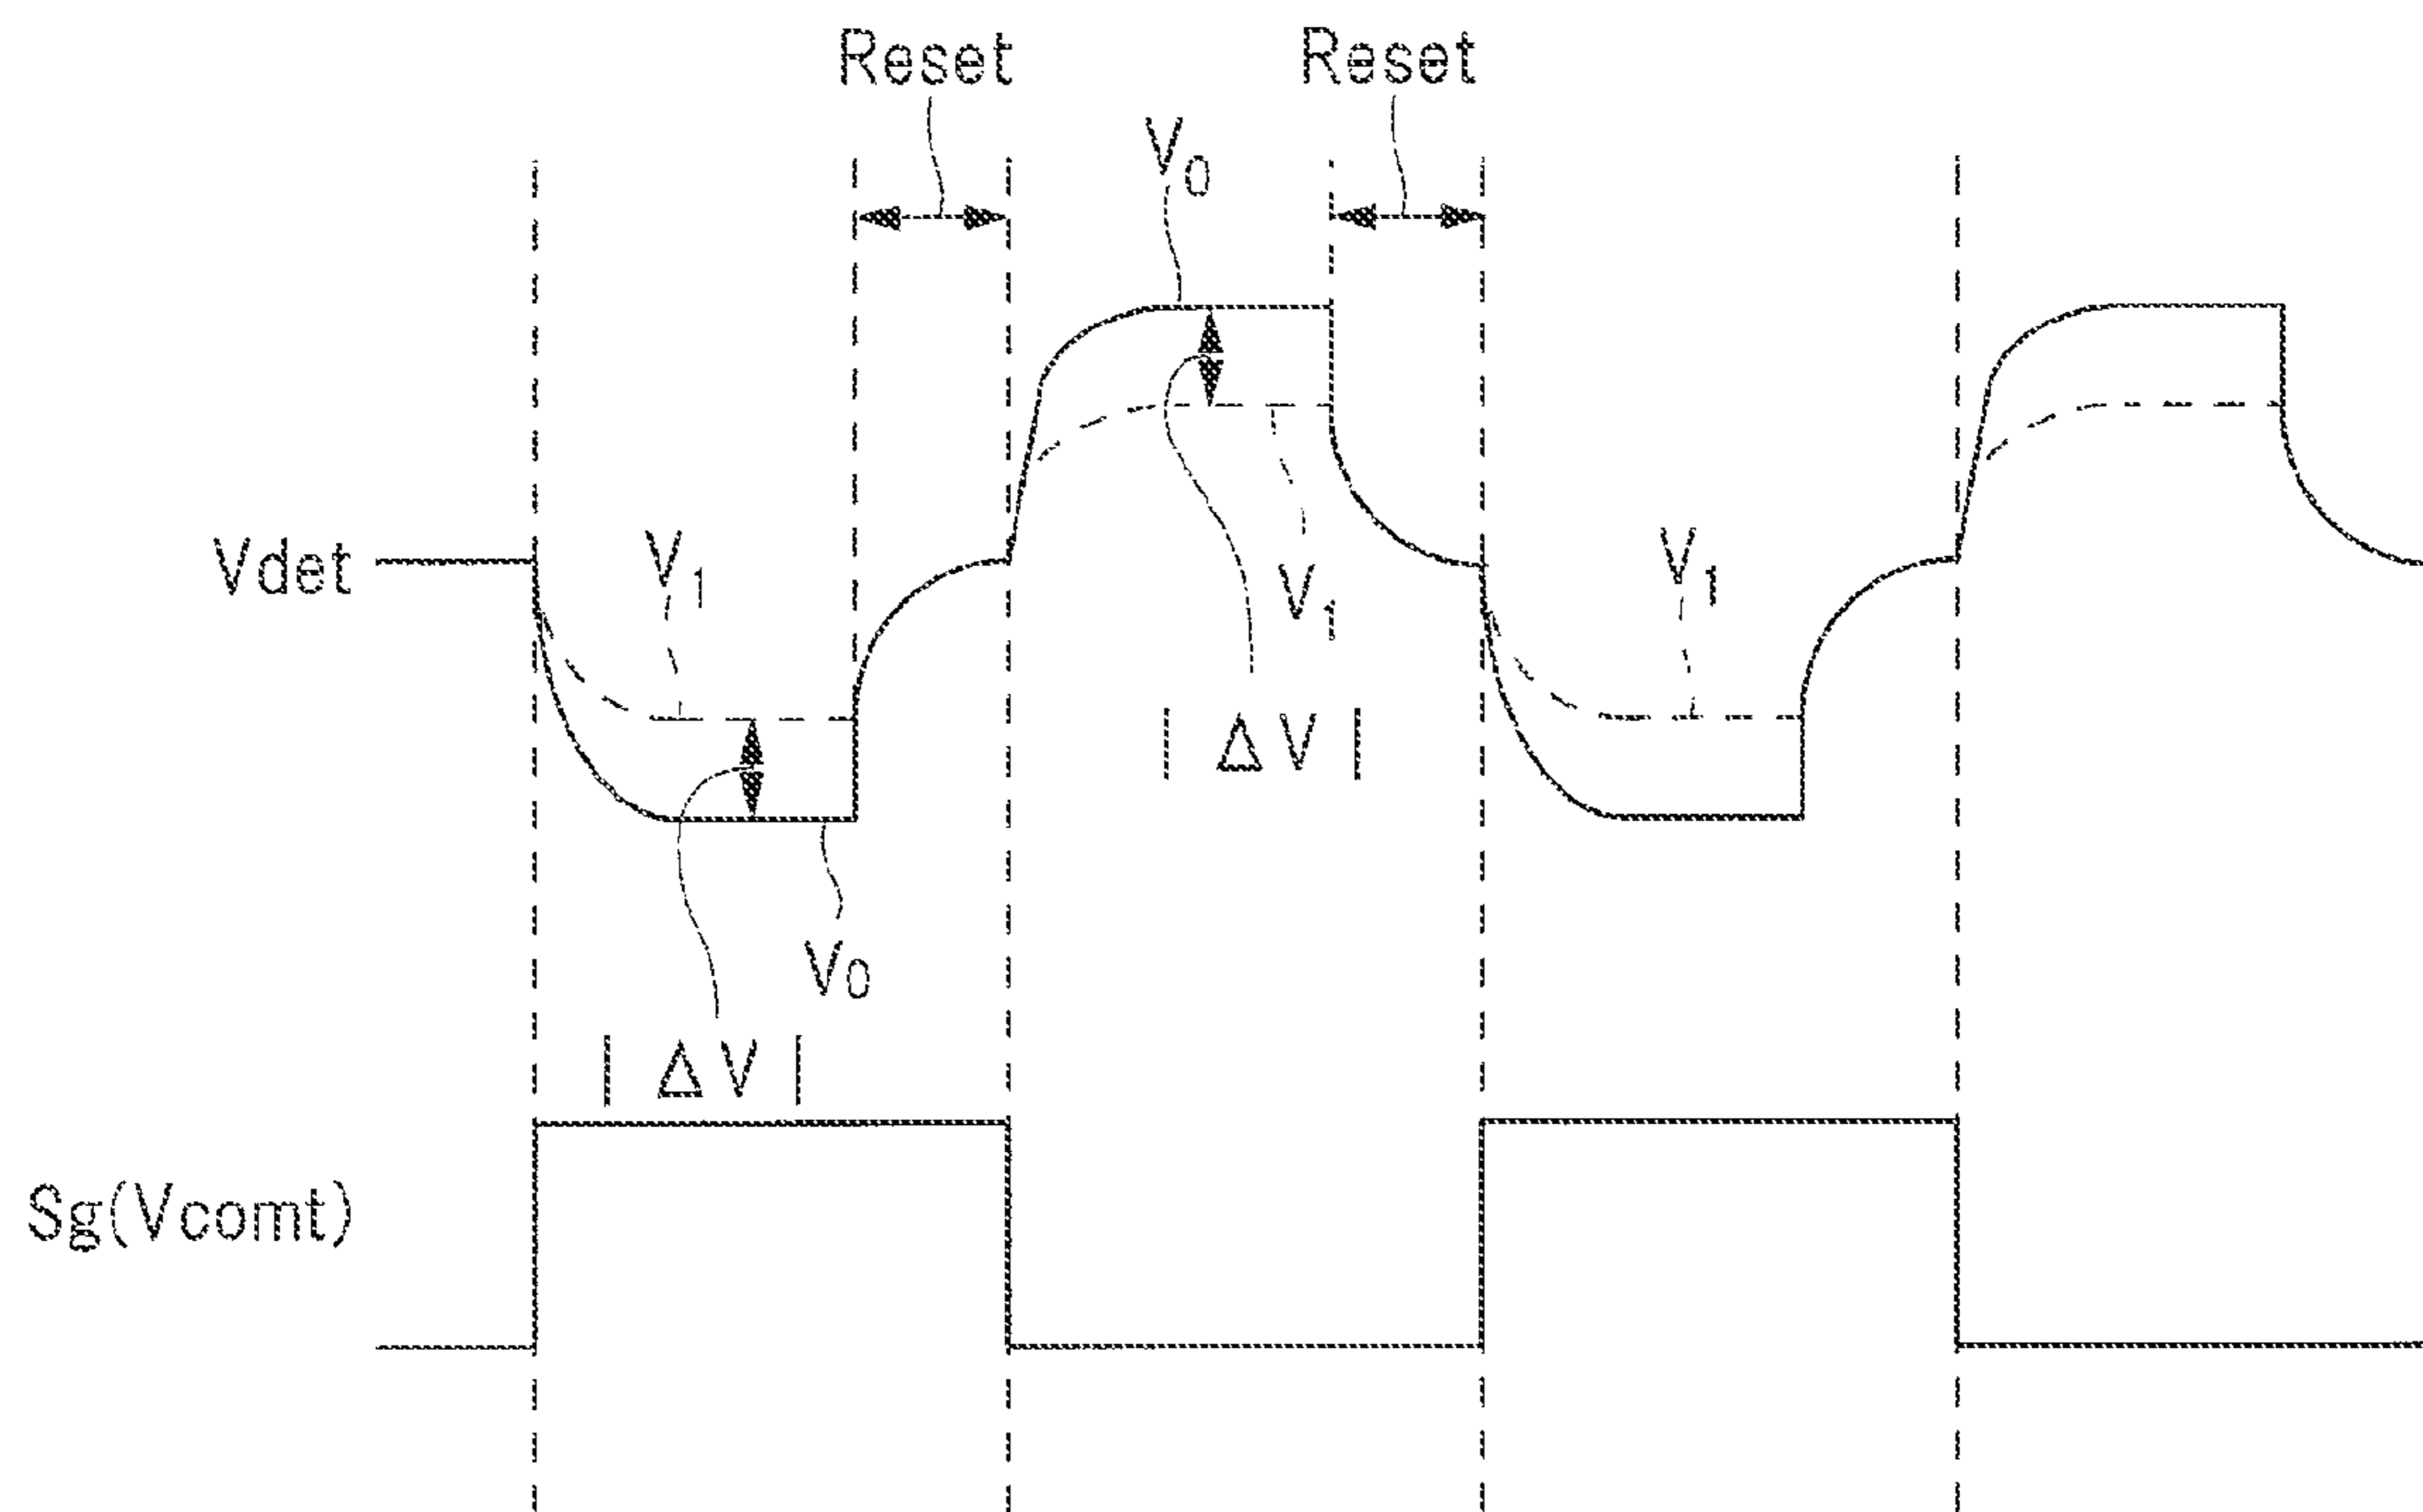 Reset
Reset
V0
Vdet
V1
V1
V1
|ΔV|
V0
|ΔV|
Sg(Vcomt)